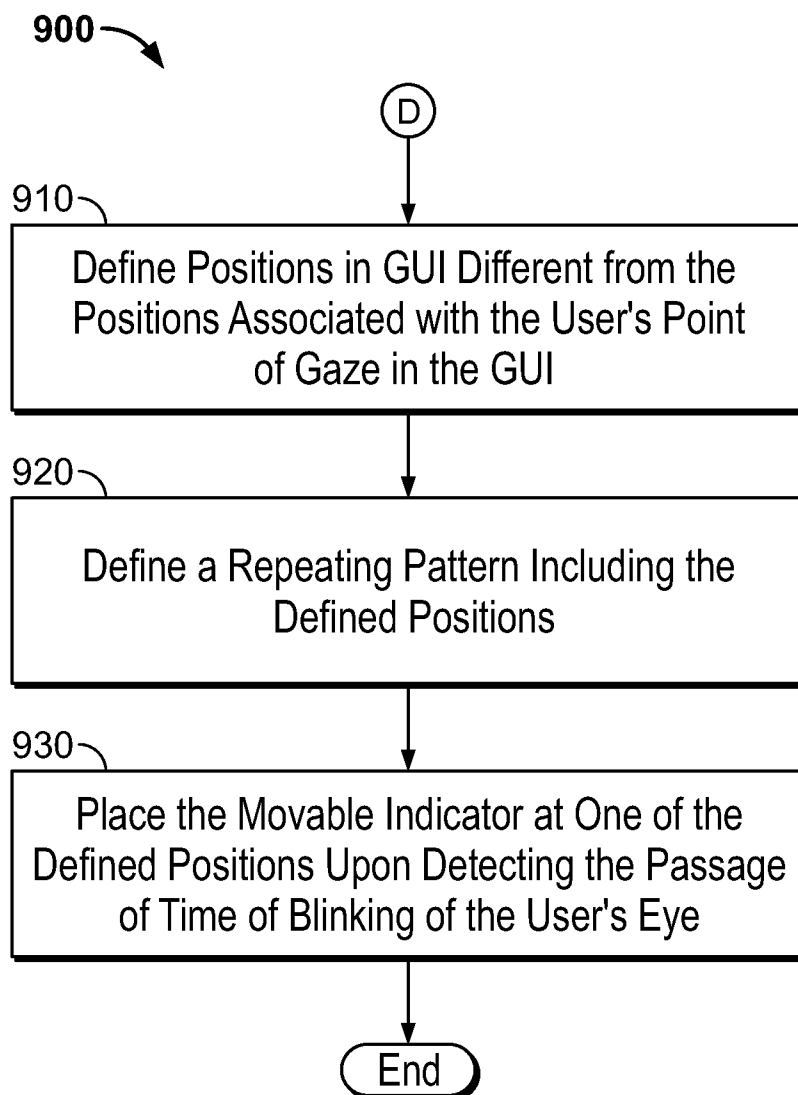 900
D
910
Define Positions in GUI Different from the
Positions Associated with the User's Point
of Gaze in the GUI
920
Define a Repeating Pattern Including the
Defined Positions
930
Place the Movable Indicator at One of the
Defined Positions Upon Detecting the Passage
of Time of Blinking of the User's Eye
End